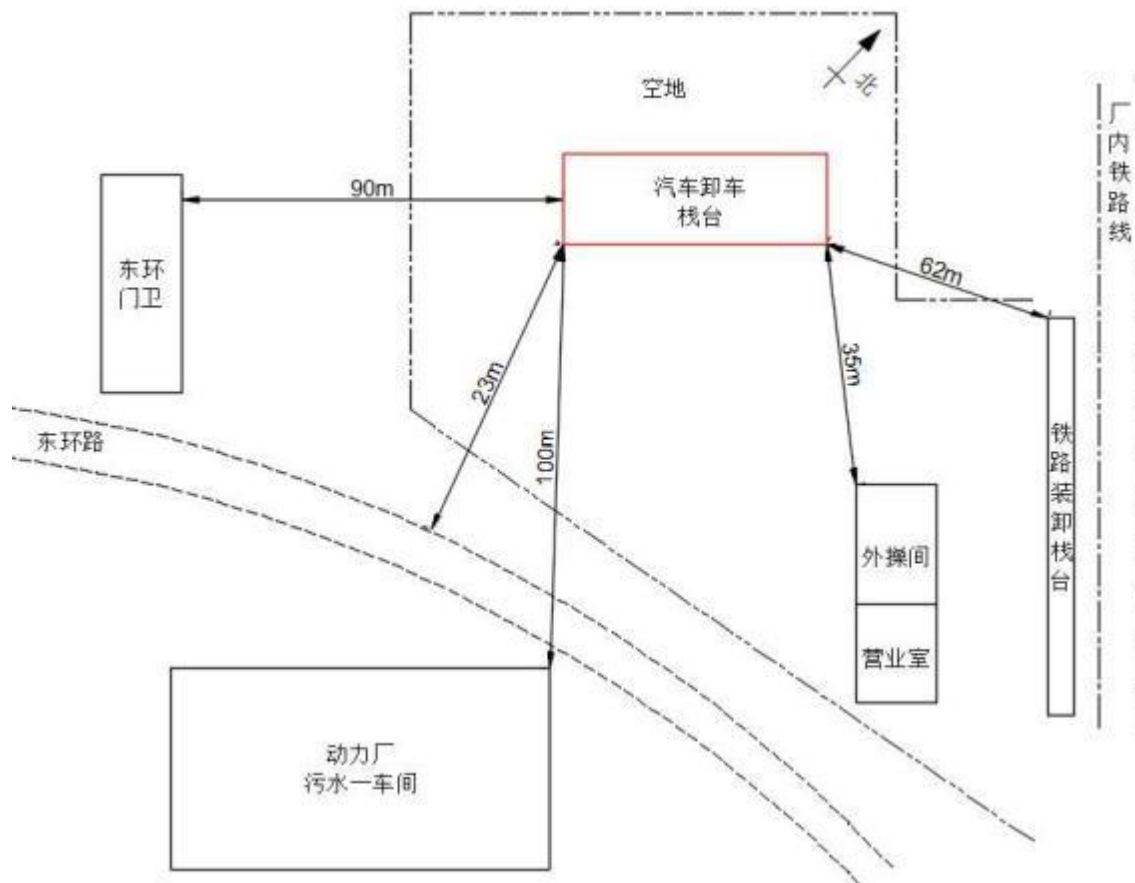 北
空地
厂内铁路线
汽车卸车
栈台
90m
东环
门卫
62m
23m
35m
100m
东环路
铁路装卸栈台
外操间
营业室
动力厂
污水一车间